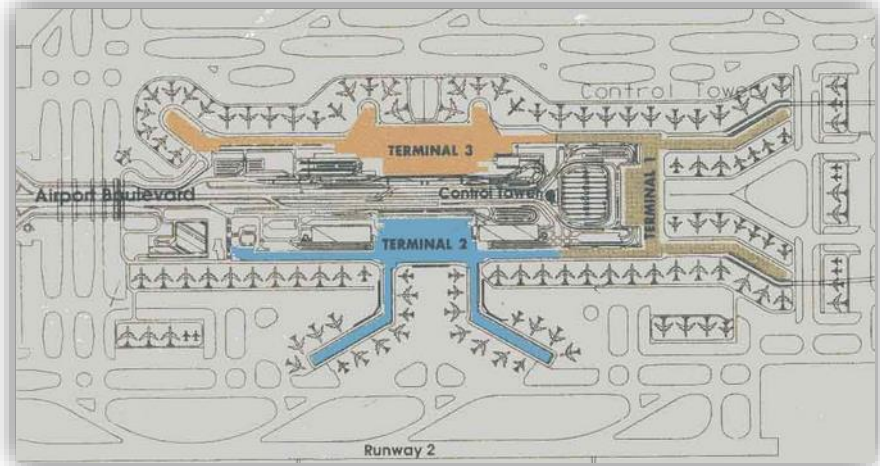 Control Tower
TERMINAL 3
TERMINAL 1
Airport Boulevard
Control Tower
TERMINAL 2
Runway 2